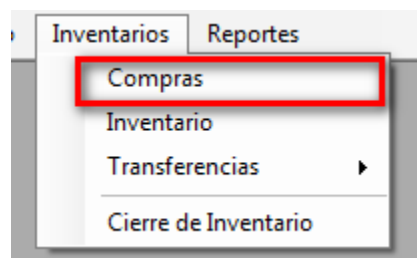 Inventarios Reportes
Compras
Inventario
Transferencias
Cierre de Inventario